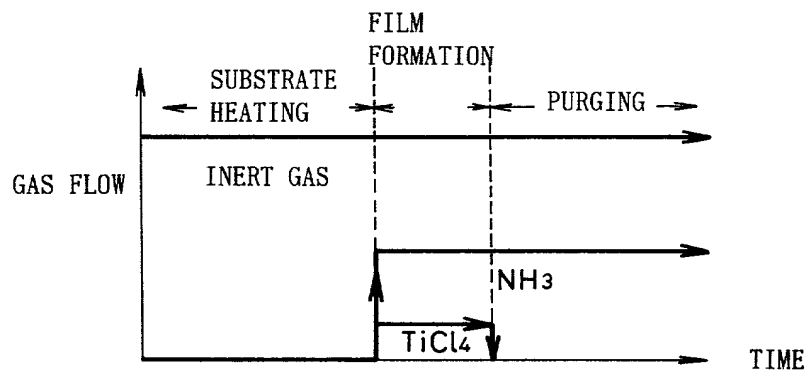 FILM
FORMATION
SUBSTRATE
HEATING
PURGING
GAS FLOW
INERT GAS
NH3
TiCl4
TIME